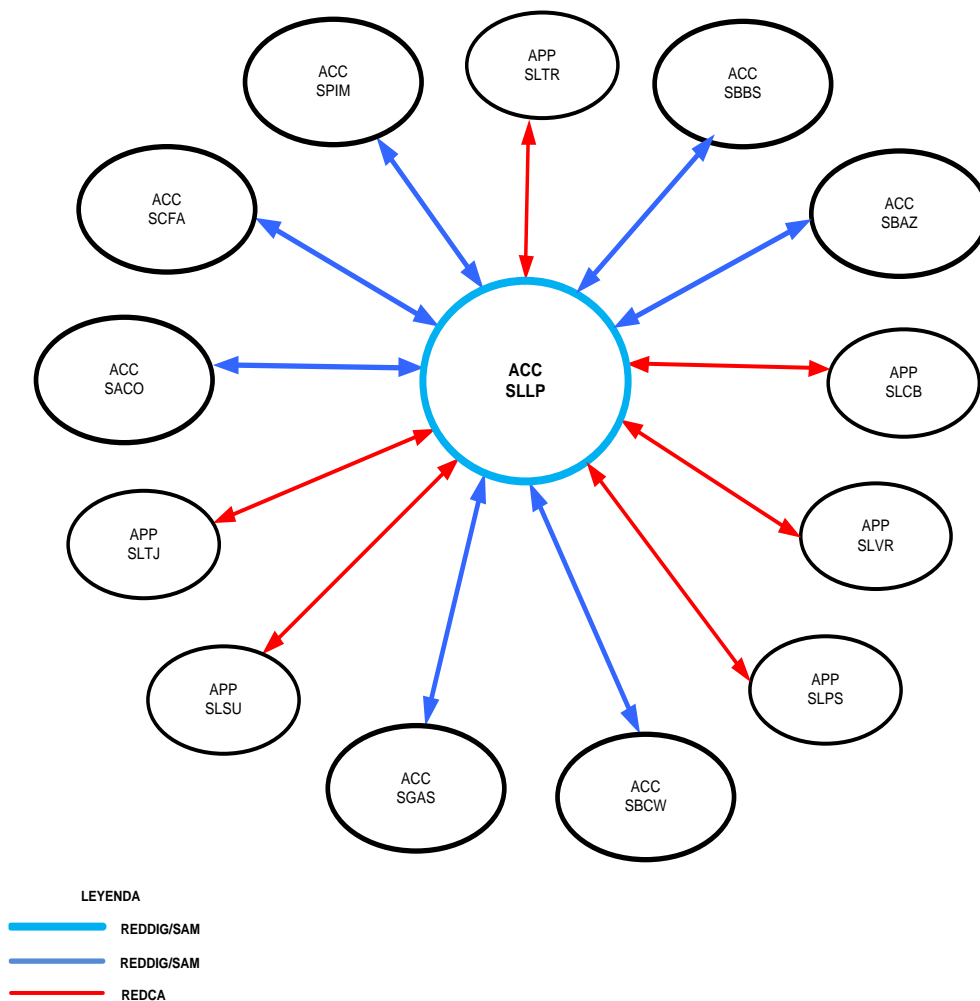 APP
SLTR
ACC
SPIM
ACC
SBBS
ACC
SCFA
ACC
SBAZ
ACC
SACO
ACC
SLLP
APP
SLCB
APP
SLTJ
APP
SLVR
APP
SLSU
APP
SLPS
ACC
SGAS
ACC
SBCW
LEYENDA
REDDIG/SAM
REDDIG/SAM
REDCA